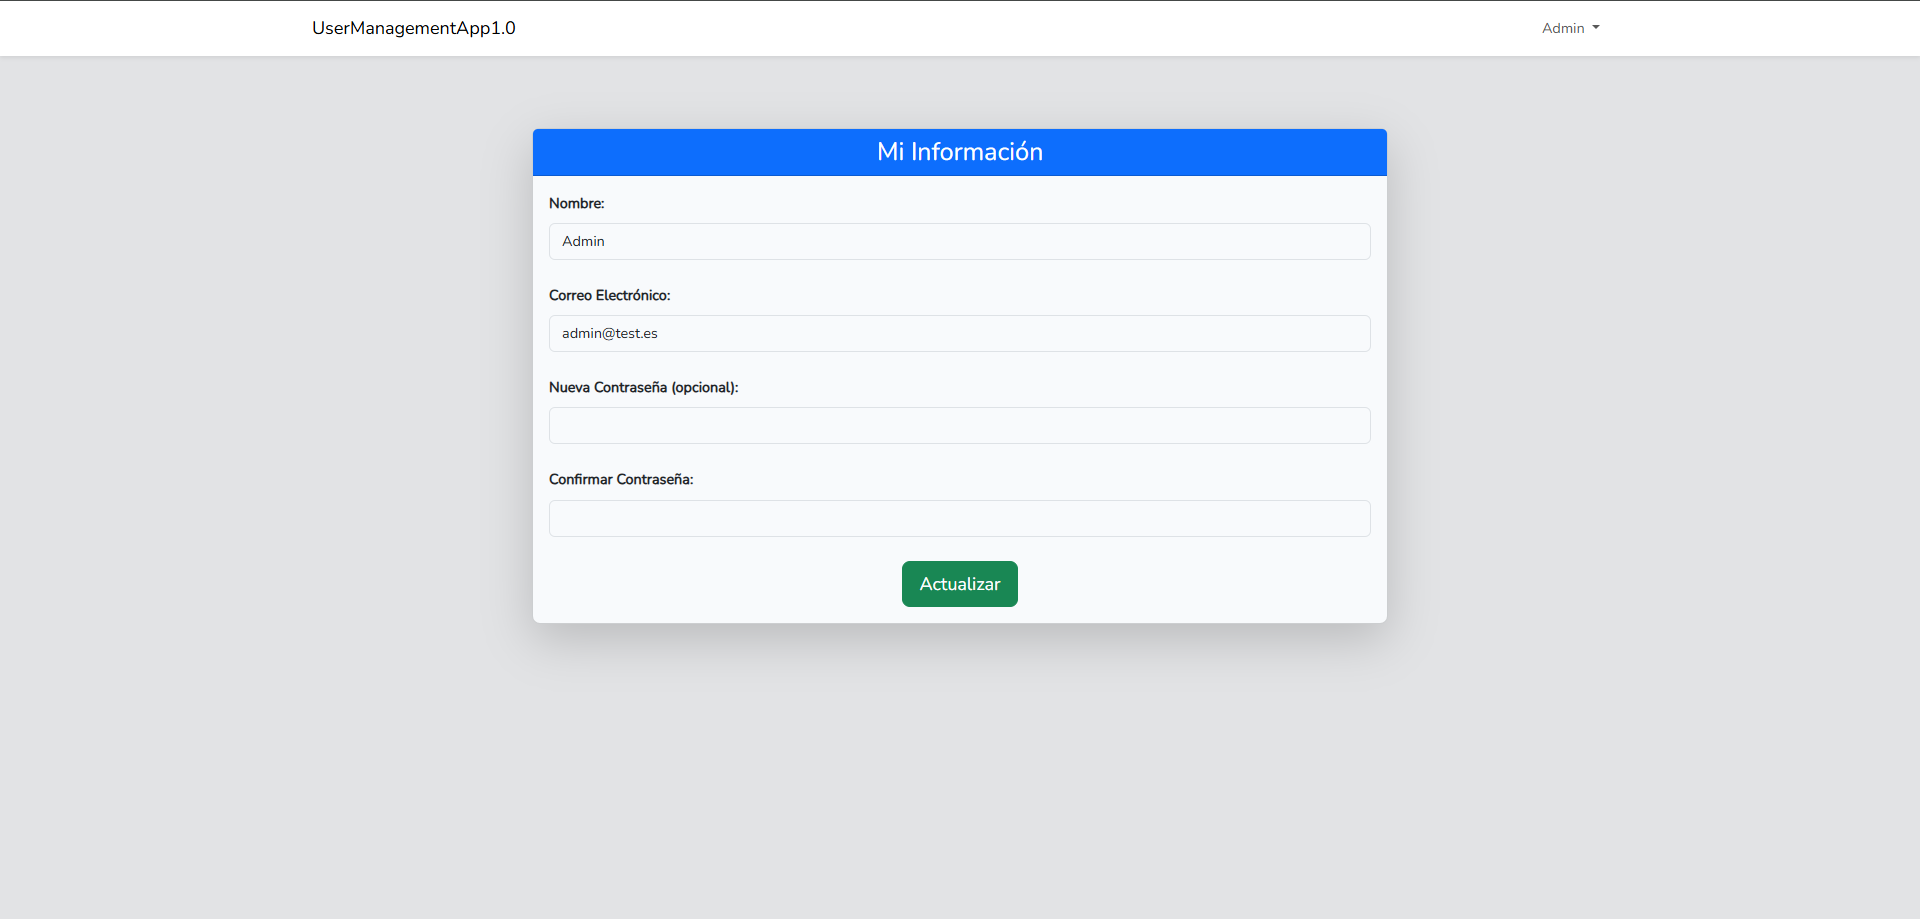 UserManagementApp1.0
Admin
Mi Información
Nombre:
Admin
Correo Electrónico:
admin@test.es
Nueva Contraseña (opcional):
Confirmar Contraseña:
Actualizar